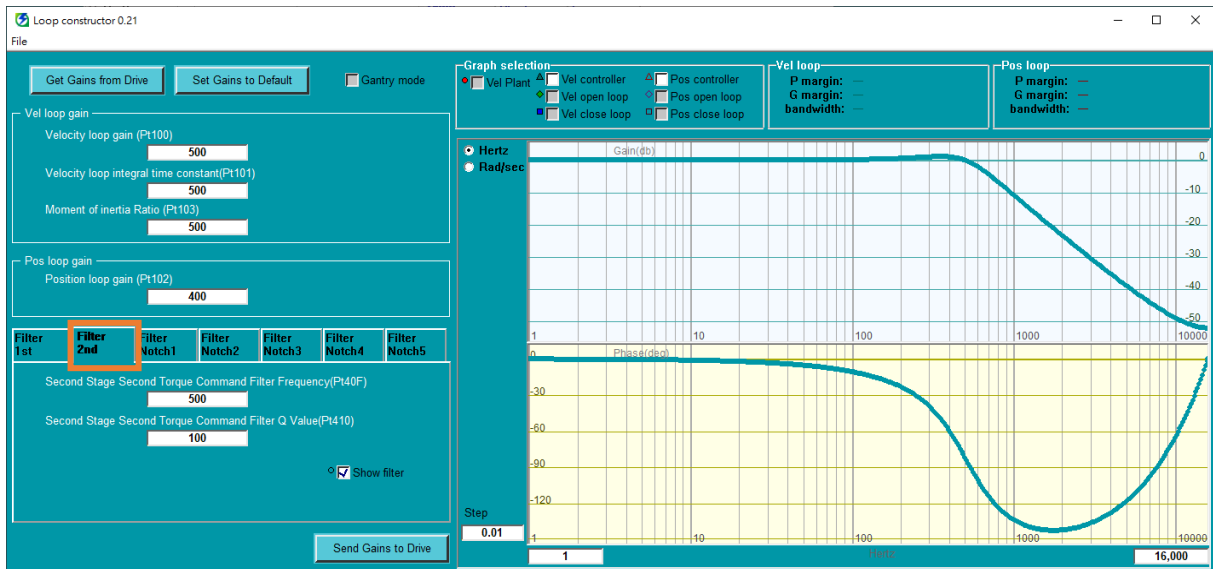 Loop constructor 0.21
File
Get Gains from Drive
Set Gains to Default
Gantry mode
Vel loop gain
Velocity loop gain (Pt100)
500
Velocity loop integral time constant(Pt101)
500
Moment of inertia Ratio (Pt103)
500
Pos loop gain
Position loop gain (Pt102)
400
Filter 1st
Filter 2nd
Filter Notch1
Filter Notch2
Filter Notch3
Filter Notch4
Filter Notch5
Second Stage Second Torque Command Filter Frequency(Pt40F)
500
Second Stage Second Torque Command Filter Q Value(Pt410)
100
Show filter
Send Gains to Drive
Graph selection
Vel Plant
Vel controller
Pos controller
Vel open loop
Pos open loop
Vel close loop
Pos close loop
Vel loop
P margin: —
G margin: —
bandwidth: —
Pos loop
P margin: —
G margin: —
bandwidth: —
Hertz
Rad/sec
Gain(db)
0
-10
-20
-30
-40
-50
1 10 100 1000 10000
Phase(deg)
0
-30
-60
-90
-120
1 10 100 1000 10000
Step
0.01
1
Hertz
16,000